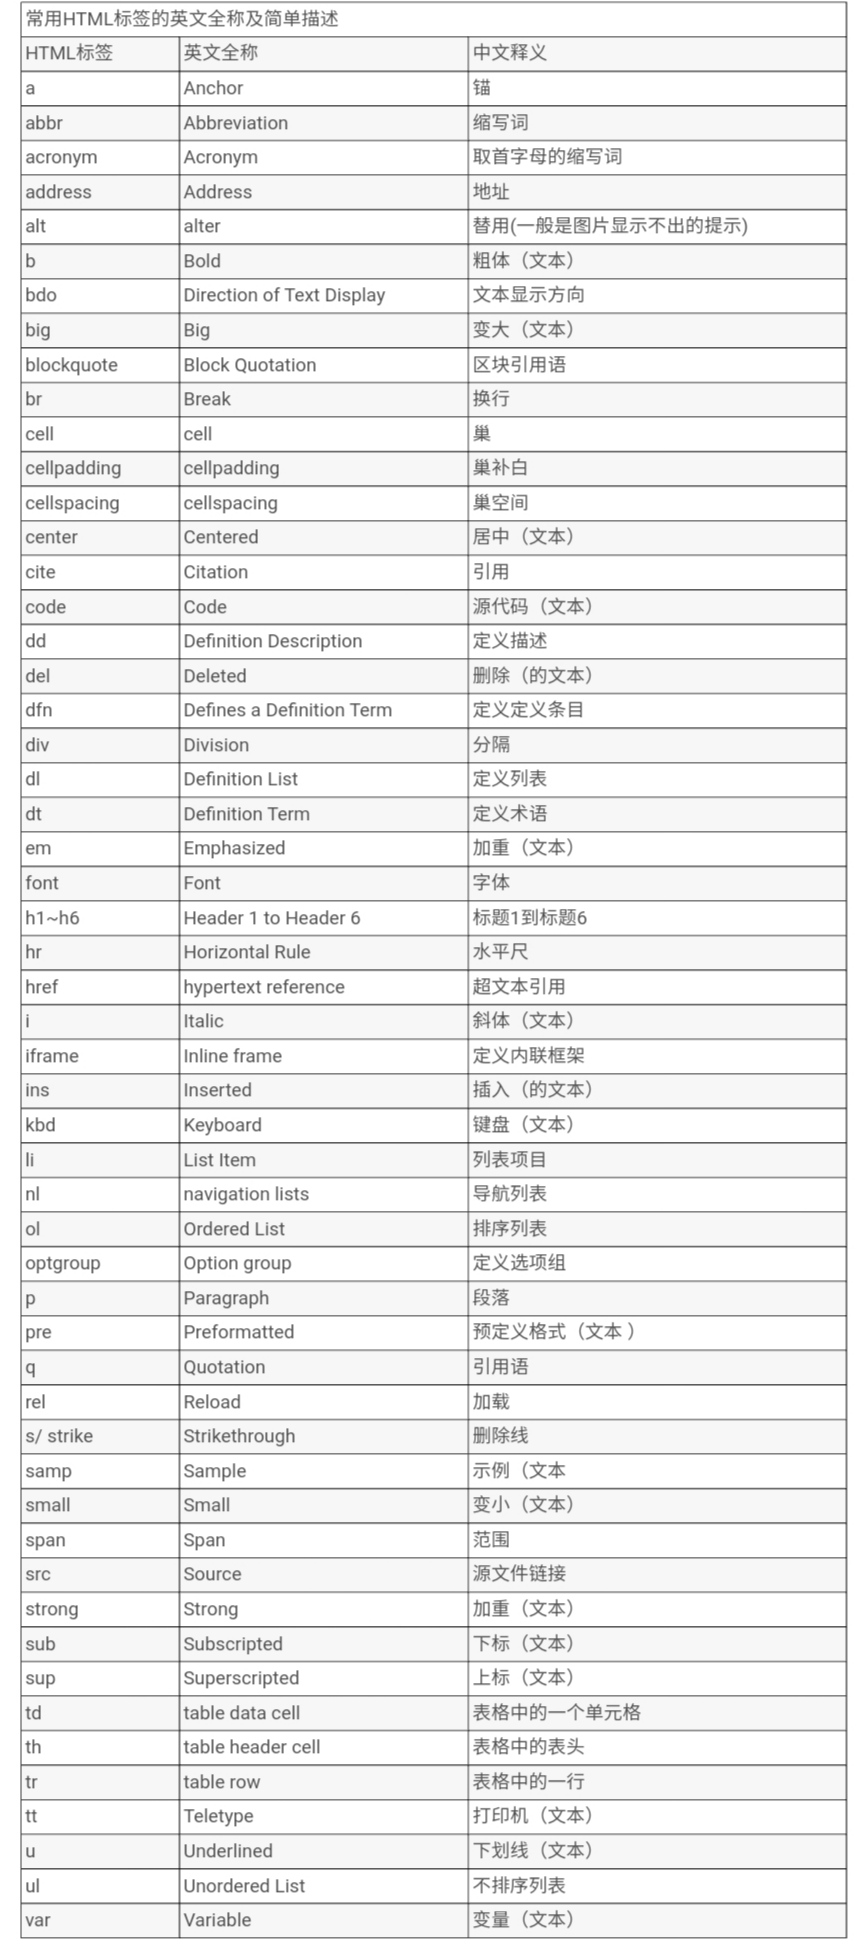 常用HTML标签的英文全称及简单描述
HTML标签 英文全称 中文释义
a Anchor 锚
abbr Abbreviation 缩写词
acronym Acronym 取首字母的缩写词
address Address 地址
alt alter 替用(一般是图片显示不出的提示)
b Bold 粗体（文本）
bdo Direction of Text Display 文本显示方向
big Big 变大（文本）
blockquote Block Quotation 区块引用语
br Break 换行
cell cell 巢
cellpadding cellpadding 巢补白
cellspacing cellspacing 巢空间
center Centered 居中（文本）
cite Citation 引用
code Code 源代码（文本）
dd Definition Description 定义描述
del Deleted 删除（的文本）
dfn Defines a Definition Term 定义定义条目
div Division 分隔
dl Definition List 定义列表
dt Definition Term 定义术语
em Emphasized 加重（文本）
font Font 字体
h1~h6 Header 1 to Header 6 标题1到标题6
hr Horizontal Rule 水平尺
href hypertext reference 超文本引用
i Italic 斜体（文本）
iframe Inline frame 定义内联框架
ins Inserted 插入（的文本）
kbd Keyboard 键盘（文本）
li List Item 列表项目
nl navigation lists 导航列表
ol Ordered List 排序列表
optgroup Option group 定义选项组
p Paragraph 段落
pre Preformatted 预定义格式（文本 ）
q Quotation 引用语
rel Reload 加载
s/ strike Strikethrough 删除线
samp Sample 示例（文本
small Small 变小（文本）
span Span 范围
src Source 源文件链接
strong Strong 加重（文本）
sub Subscripted 下标（文本）
sup Superscripted 上标（文本）
td table data cell 表格中的一个单元格
th table header cell 表格中的表头
tr table row 表格中的一行
tt Teletype 打印机（文本）
u Underlined 下划线（文本）
ul Unordered List 不排序列表
var Variable 变量（文本）